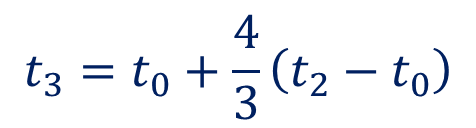 t₃ = t₀ + 4/3 (t₂ − t₀)